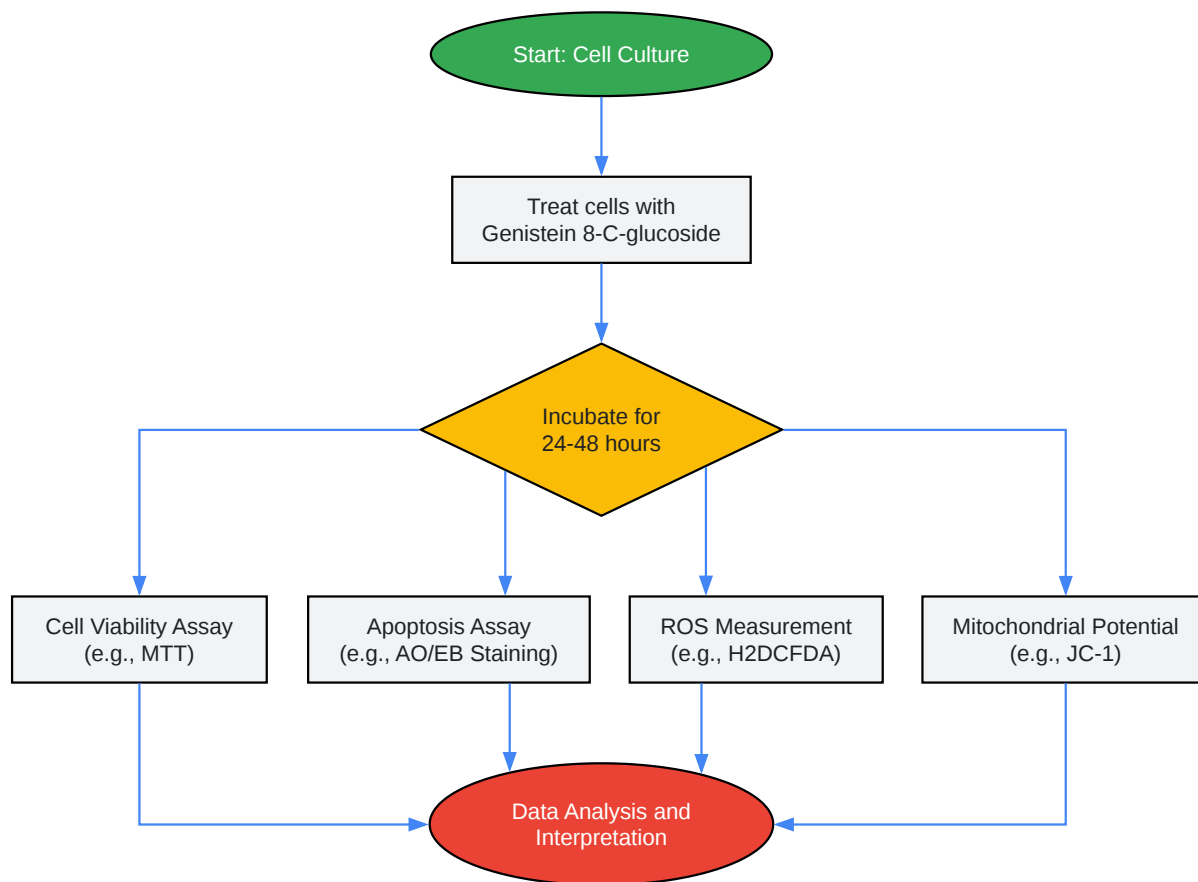 Start: Cell Culture
Treat cells with
Genistein 8-C-glucoside
Incubate for
24-48 hours
Cell Viability Assay
(e.g., MTT)
Apoptosis Assay
(e.g., AO/EB Staining)
ROS Measurement
(e.g., H2DCFDA)
Mitochondrial Potential
(e.g., JC-1)
Data Analysis and
Interpretation